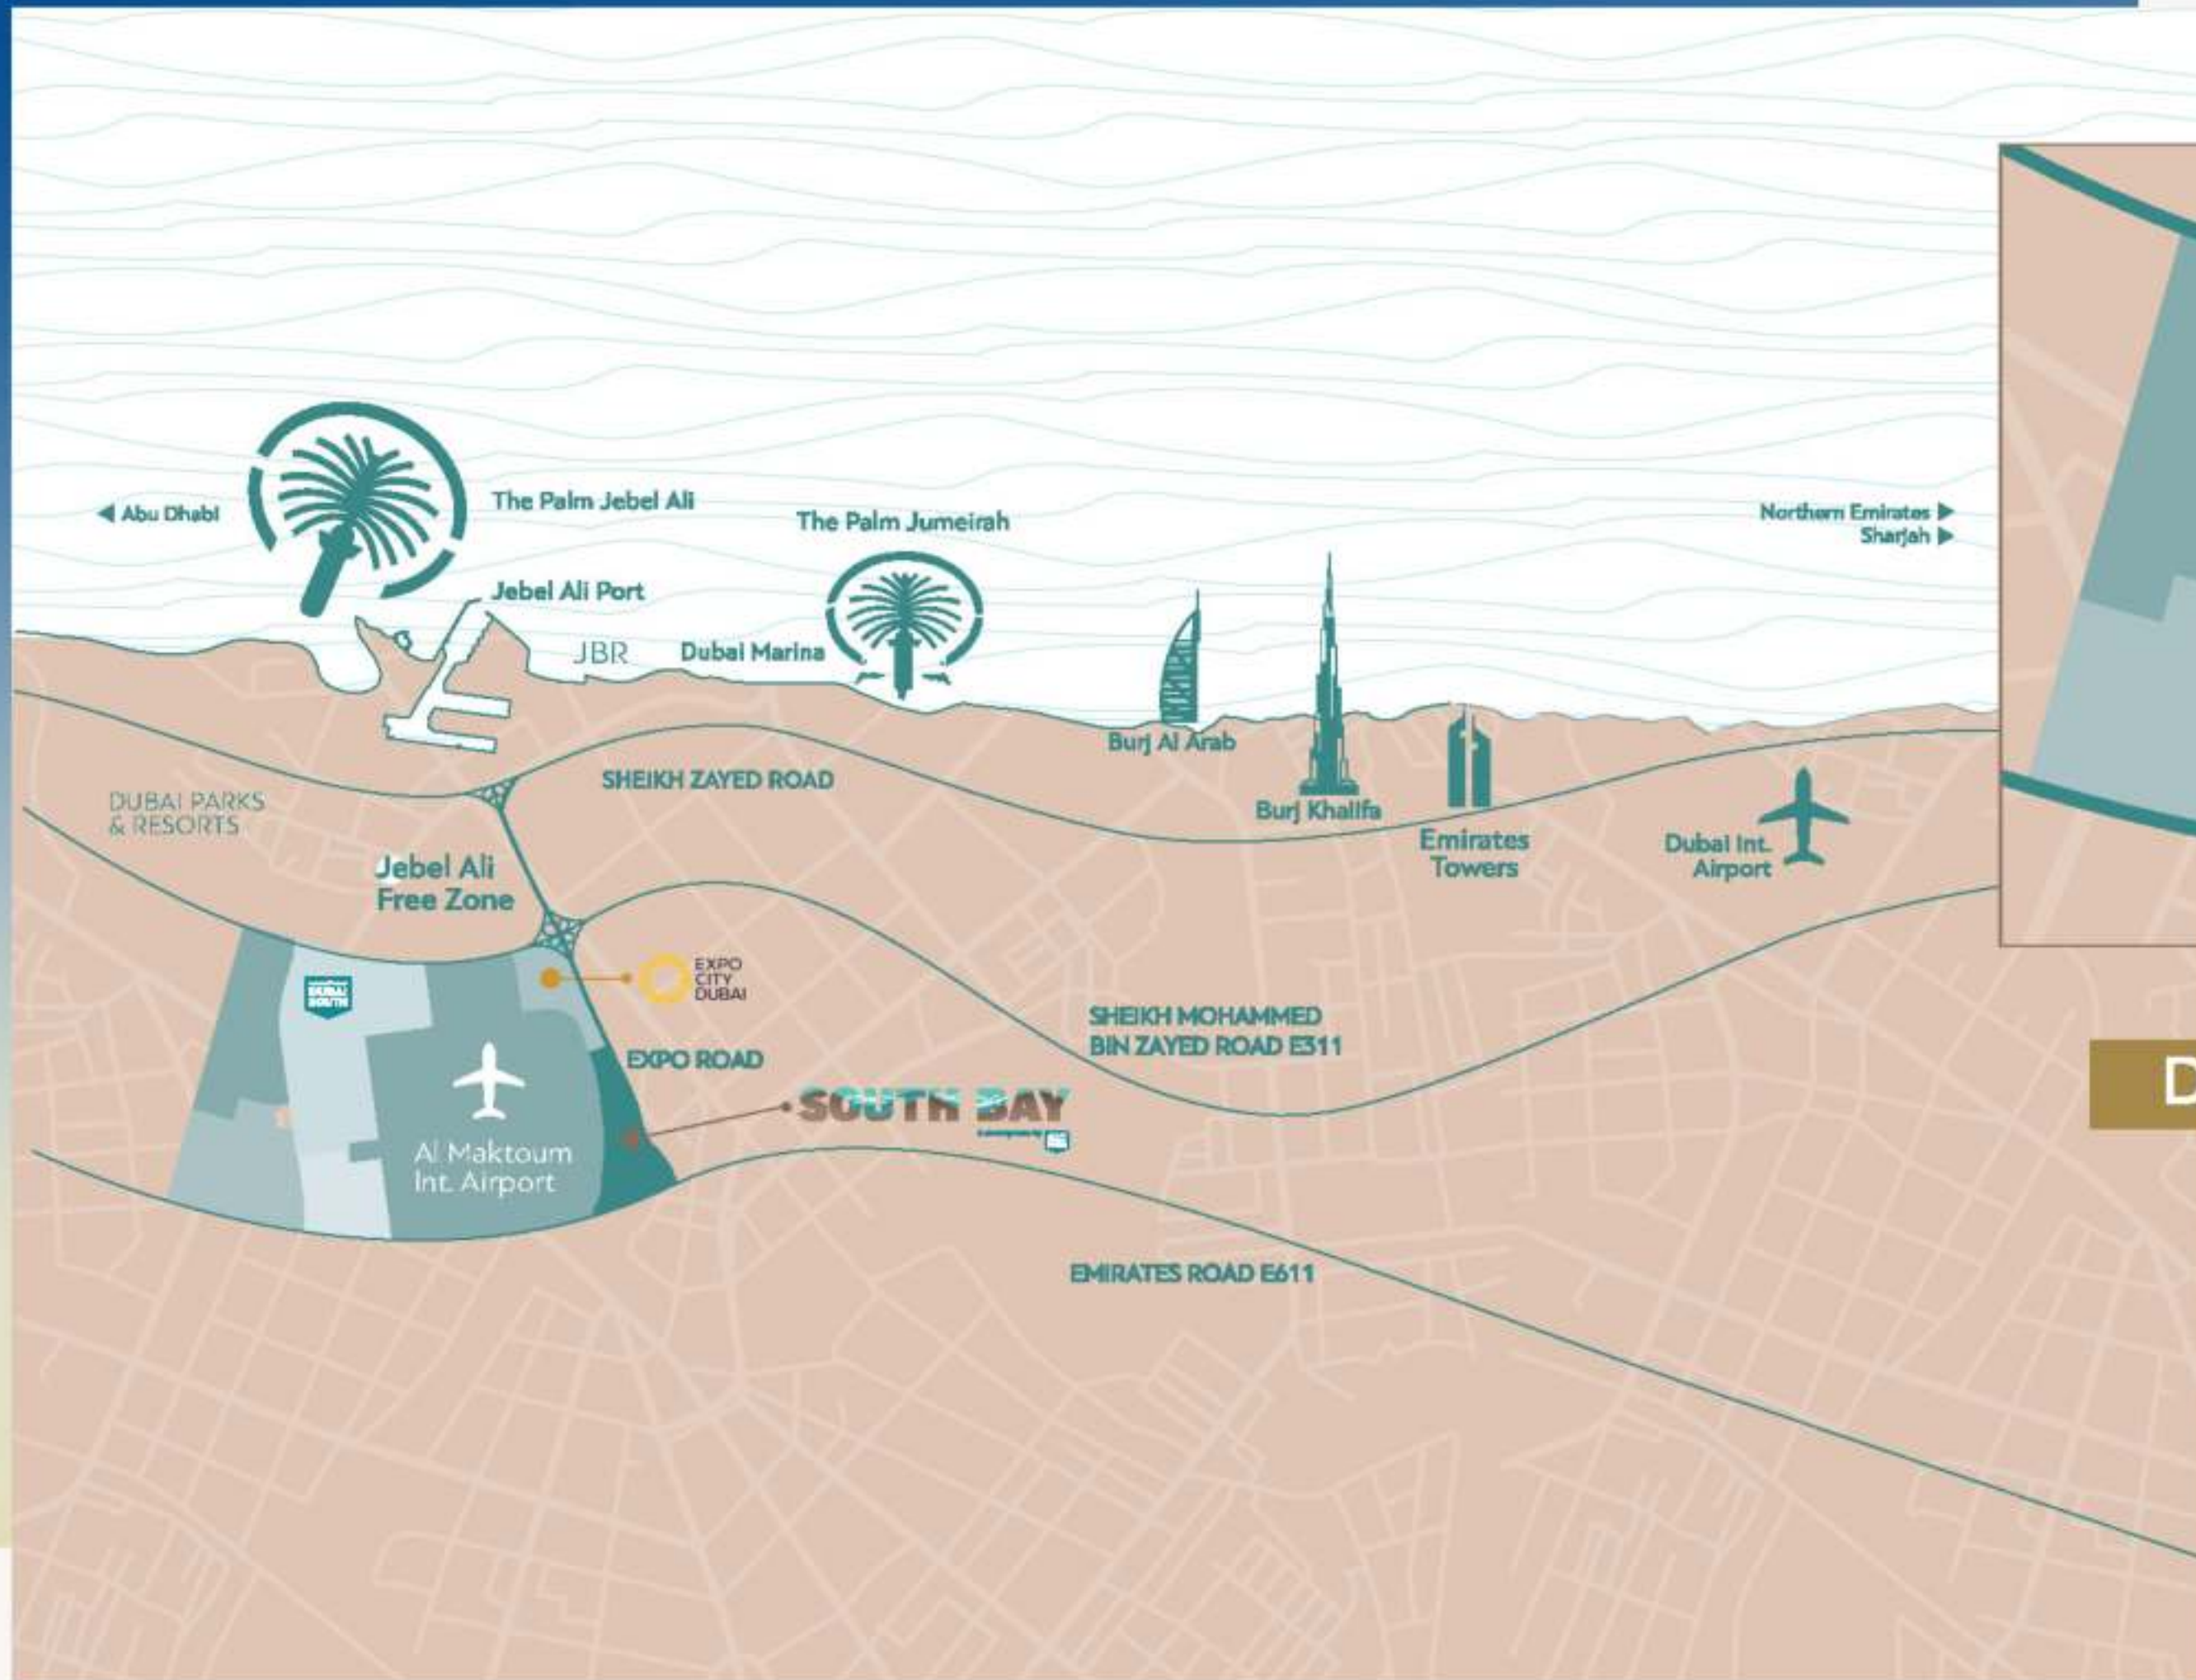 Abu Dhabi
The Palm Jebel Ali
The Palm Jumeirah
Northern Emirates
Sharjah
Jebel Ali Port
JBR
Dubai Marina
Burj Al Arab
SHEIKH ZAYED ROAD
DUBAI PARKS
& RESORTS
Burj Khalifa
Emirates
Towers
Dubai Int.
Airport
Jebel Ali
Free Zone
EXPO
CITY
DUBAI
DUBAI
SOUTH
SHEIKH MOHAMMED
BIN ZAYED ROAD E311
EXPO ROAD
SOUTH BAY
Al Maktoum
Int. Airport
EMIRATES ROAD E611
D